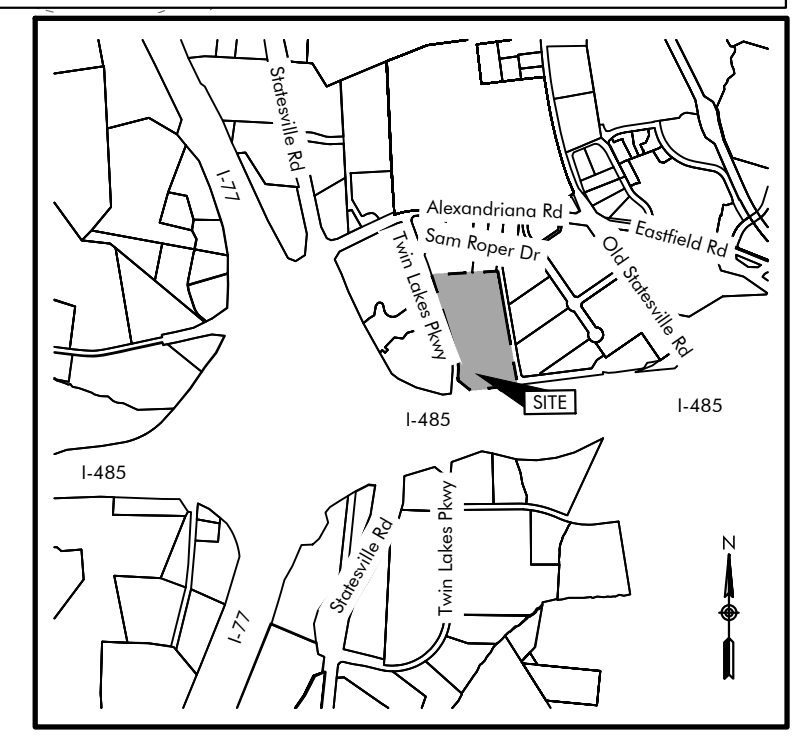 Statesville Rd
I-77
Alexandriana Rd
Sam Roper Dr
Eastfield Rd
Twin Lakes Pkwy
Old Statesville Rd
SITE
I-485
I-485
I-485
Twin Lakes Pkwy
Statesville Rd
N
I-77